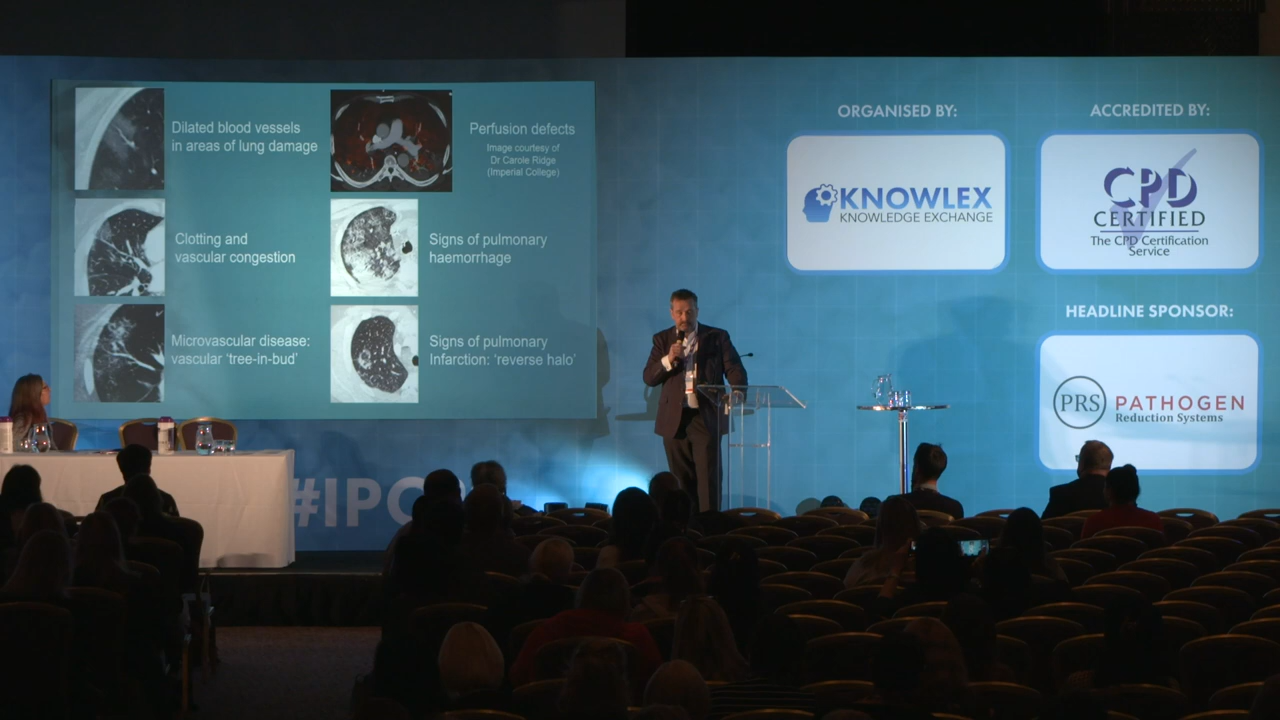 Dilated blood vessels
in areas of lung damage
Perfusion defects
Image courtesy of
Dr Carole Ridge
(Imperial College)
Clotting and
vascular congestion
Signs of pulmonary
haemorrhage
Microvascular disease:
vascular ‘tree-in-bud’
Signs of pulmonary
Infarction: ‘reverse halo’
ORGANISED BY:
KNOWLEX
KNOWLEDGE EXCHANGE
ACCREDITED BY:
CPD
CERTIFIED
The CPD Certification
Service
HEADLINE SPONSOR:
PRS
PATHOGEN
Reduction Systems
#IPC